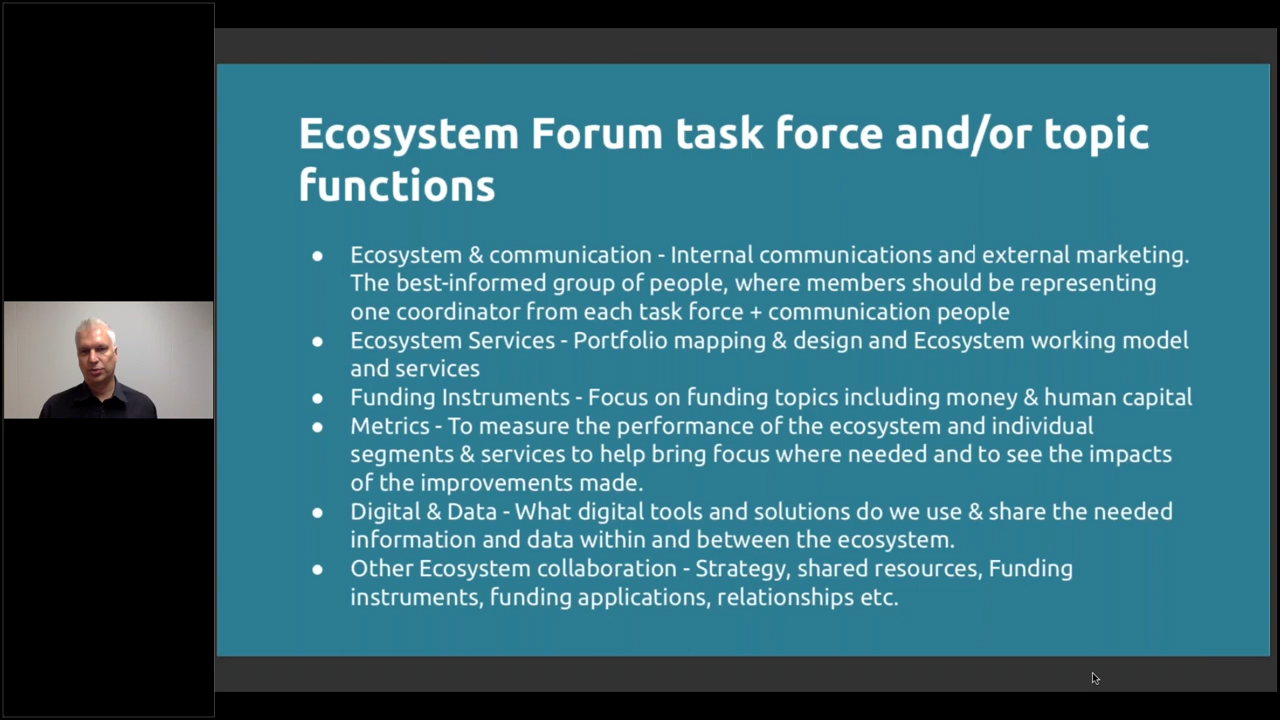 Ecosystem Forum task force and/or topic
functions
● Ecosystem & communication - Internal communications and external marketing.
The best-informed group of people, where members should be representing
one coordinator from each task force + communication people
● Ecosystem Services - Portfolio mapping & design and Ecosystem working model
and services
● Funding Instruments - Focus on funding topics including money & human capital
● Metrics - To measure the performance of the ecosystem and individual
segments & services to help bring focus where needed and to see the impacts
of the improvements made.
● Digital & Data - What digital tools and solutions do we use & share the needed
information and data within and between the ecosystem.
● Other Ecosystem collaboration - Strategy, shared resources, Funding
instruments, funding applications, relationships etc.